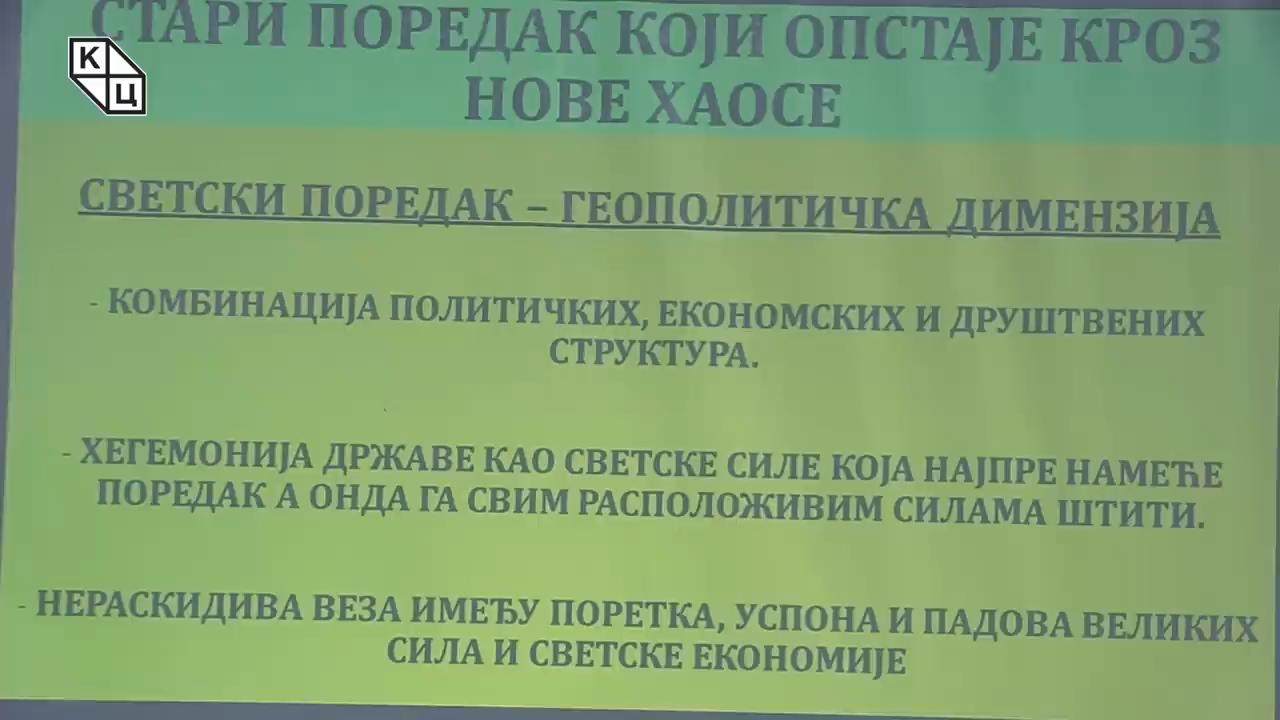 СТАРИ ПОРЕДАК КОЈИ ОПСТАЈЕ КРОЗ
НОВЕ ХАОСЕ
К
Ц
СВЕТСКИ ПОРЕДАК – ГЕОПОЛИТИЧКА ДИМЕНЗИЈА
- КОМБИНАЦИЈА ПОЛИТИЧКИХ, ЕКОНОМСКИХ И ДРУШТВЕНИХ
СТРУКТУРА.
- ХЕГЕМОНИЈА ДРЖАВЕ КАО СВЕТСКЕ СИЛЕ КОЈА НАЈПРЕ НАМЕЋЕ
ПОРЕДАК А ОНДА ГА СВИМ РАСПОЛОЖИВИМ СИЛАМА ШТИТИ.
- НЕРАСКИДИВА ВЕЗА ИМЕЂУ ПОРЕТКА, УСПОНА И ПАДОВА ВЕЛИКИХ
СИЛА И СВЕТСКЕ ЕКОНОМИЈЕ